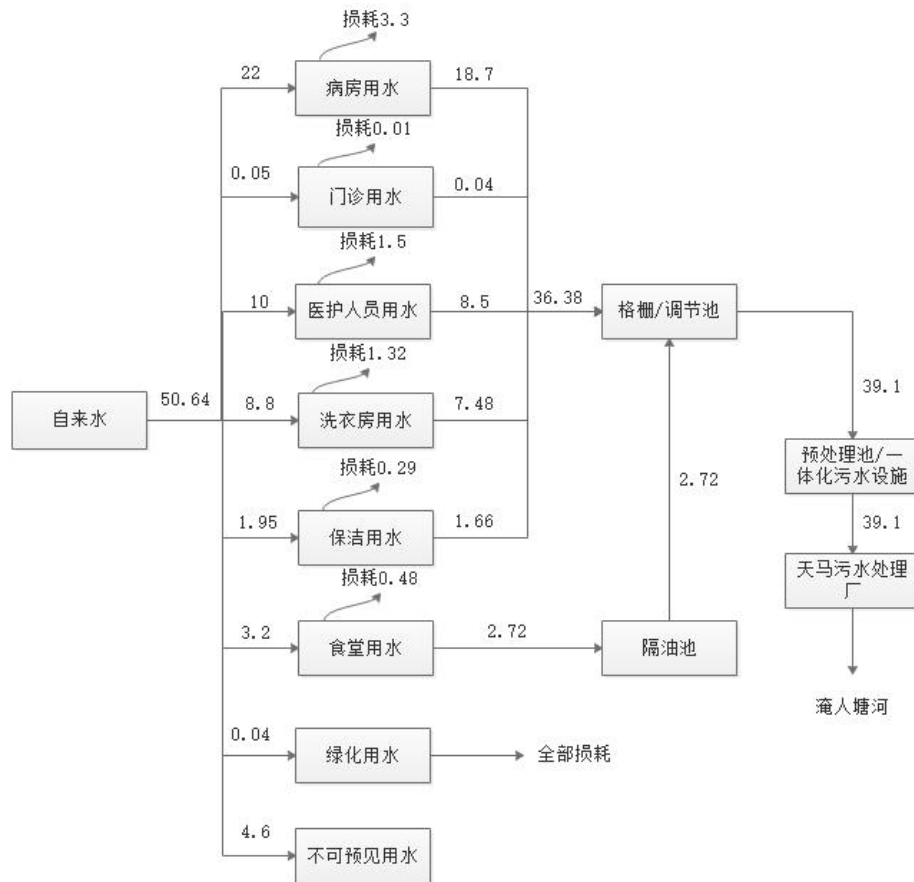 损耗3.3
22
病房用水
18.7
损耗0.01
0.05
门诊用水
0.04
损耗1.5
10
医护人员用水
8.5
36.38
格栅/调节池
损耗1.32
自来水
50.64
8.8
洗衣房用水
7.48
39.1
预处理池/一
体化污水设施
损耗0.29
2.72
1.95
保洁用水
1.66
39.1
天马污水处理
厂
损耗0.48
3.2
食堂用水
2.72
隔油池
淹人塘河
0.04
绿化用水
全部损耗
4.6
不可预见用水